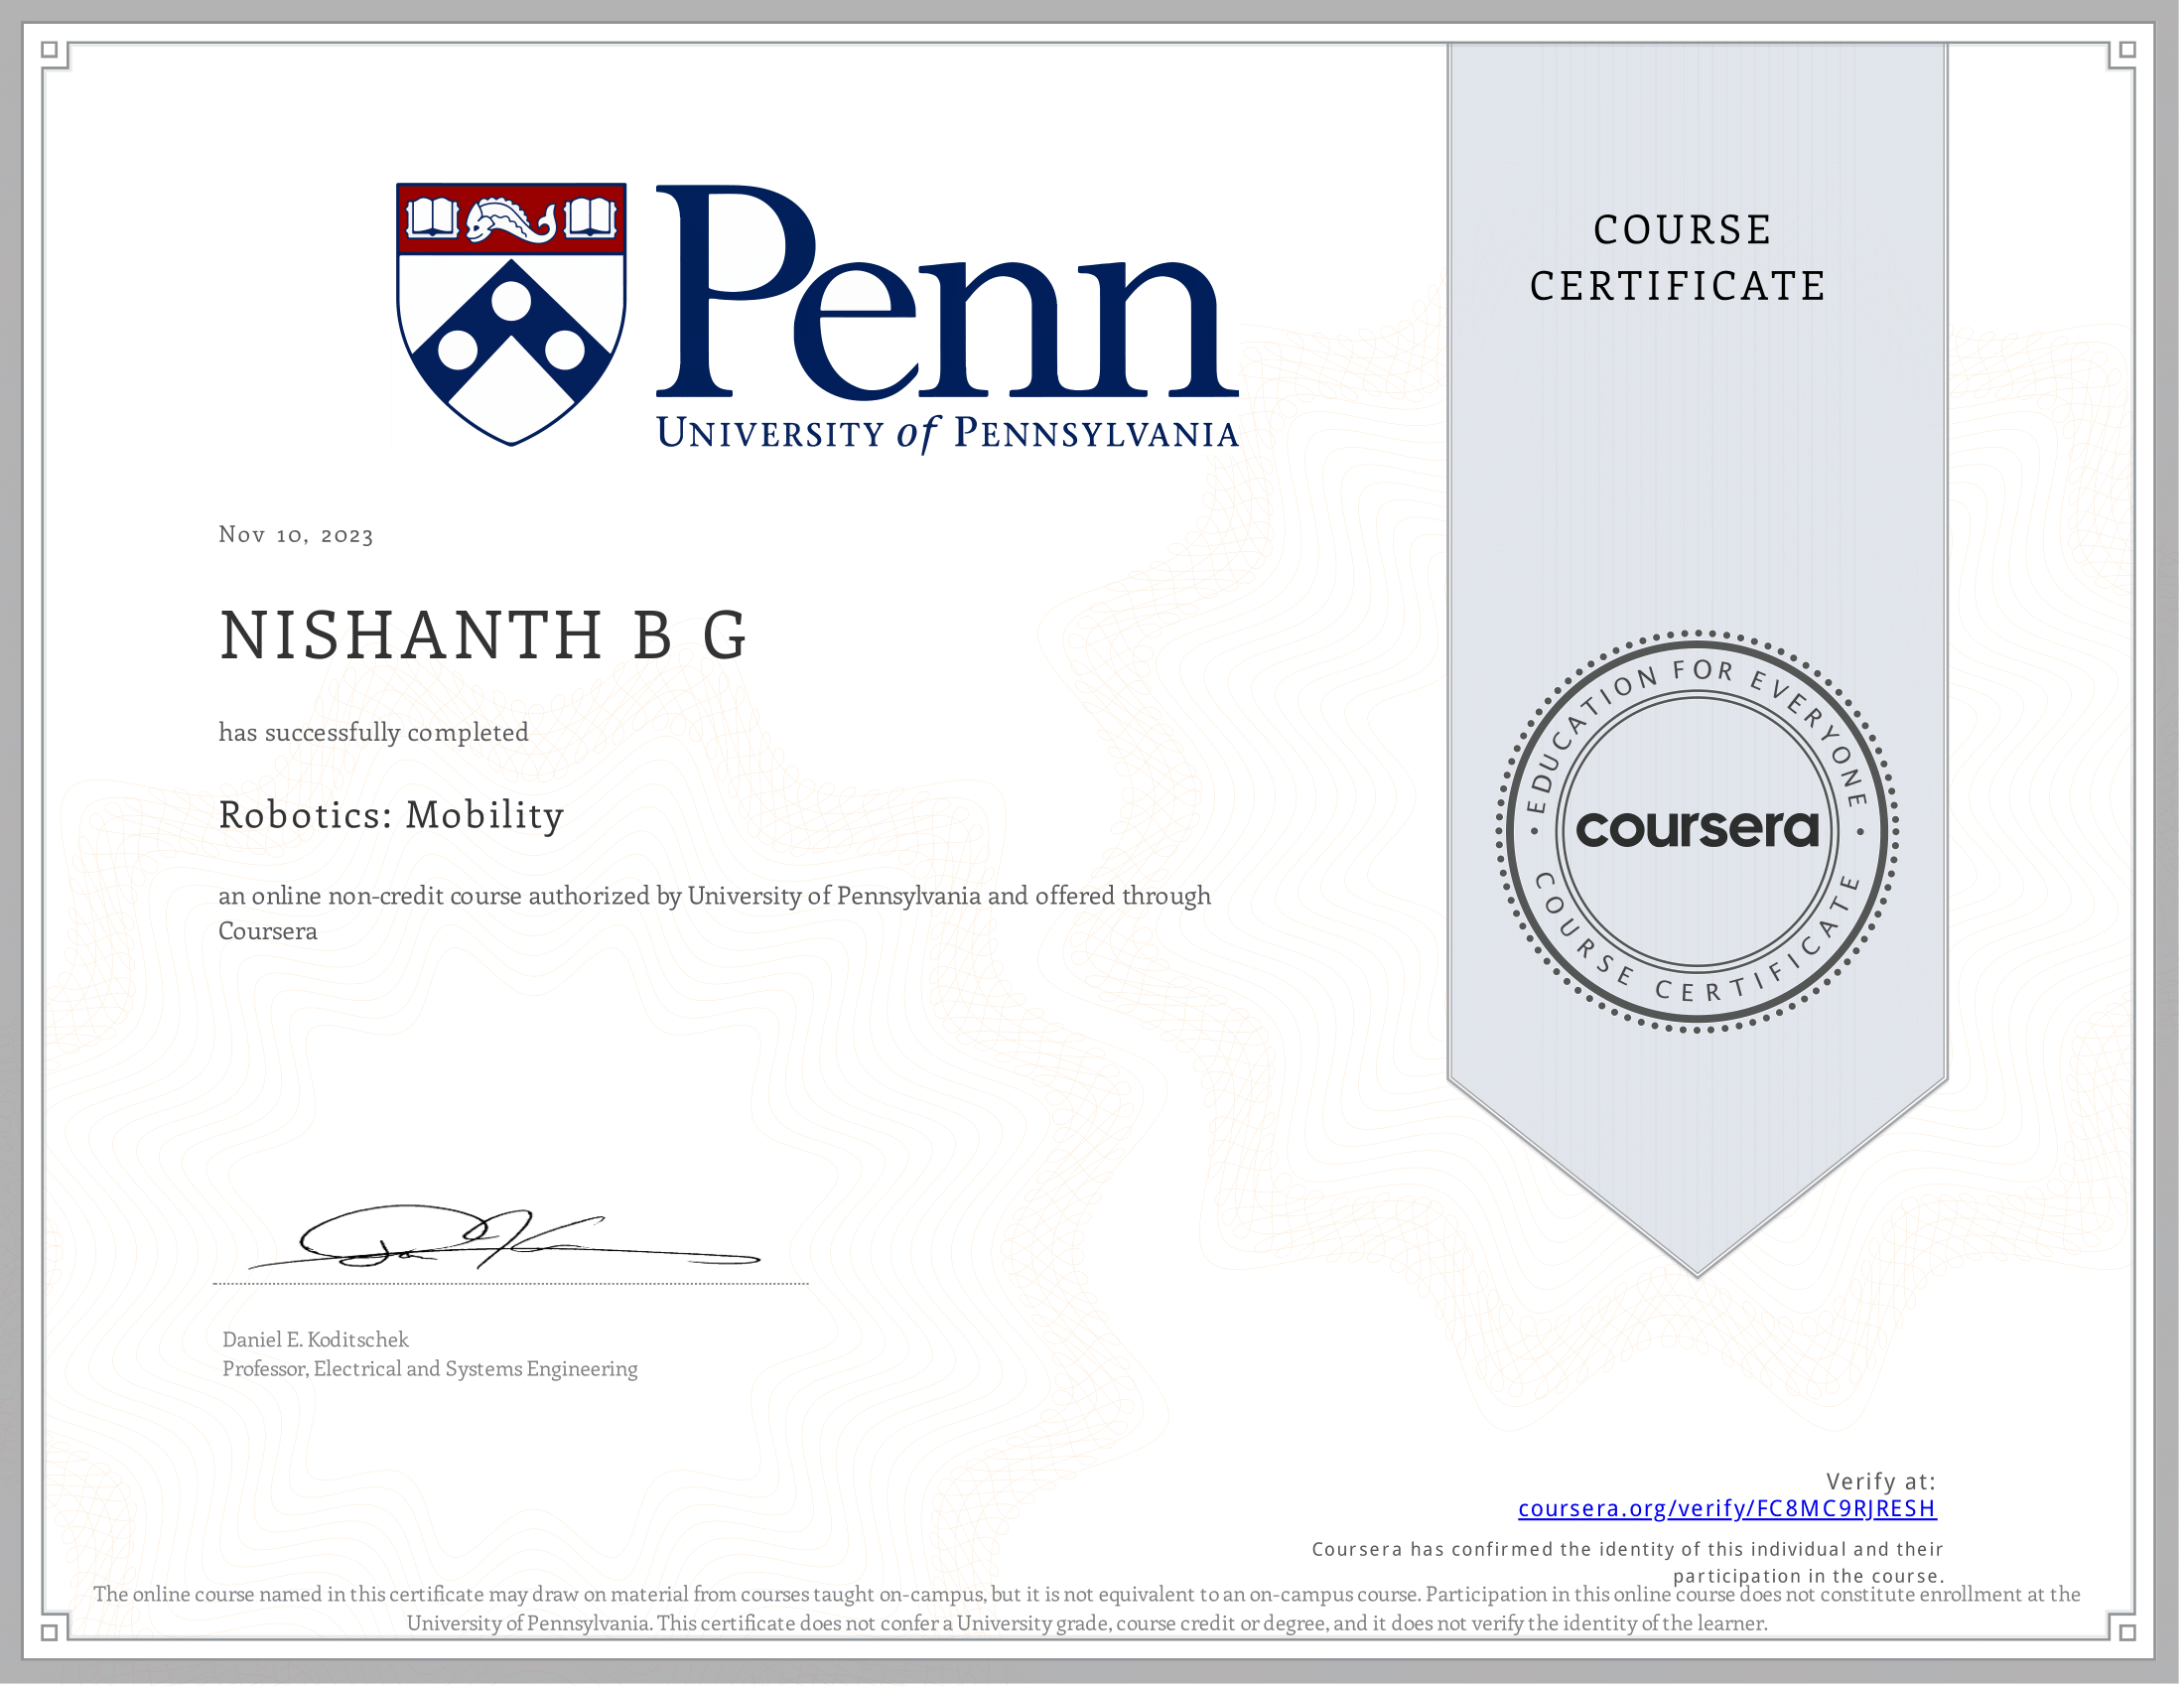 Penn
UNIVERSITY of PENNSYLVANIA
COURSE
CERTIFICATE
Nov 10, 2023
NISHANTH B G
has successfully completed
Robotics: Mobility
an online non-credit course authorized by University of Pennsylvania and offered through
Coursera
EDUCATION FOR EVERYONE
coursera
COURSE CERTIFICATE
Daniel E. Koditschek
Professor, Electrical and Systems Engineering
Verify at:
coursera.org/verify/FC8MC9RJRESH
Coursera has confirmed the identity of this individual and their
participation in the course.
The online course named in this certificate may draw on material from courses taught on-campus, but it is not equivalent to an on-campus course. Participation in this online course does not constitute enrollment at the
University of Pennsylvania. This certificate does not confer a University grade, course credit or degree, and it does not verify the identity of the learner.